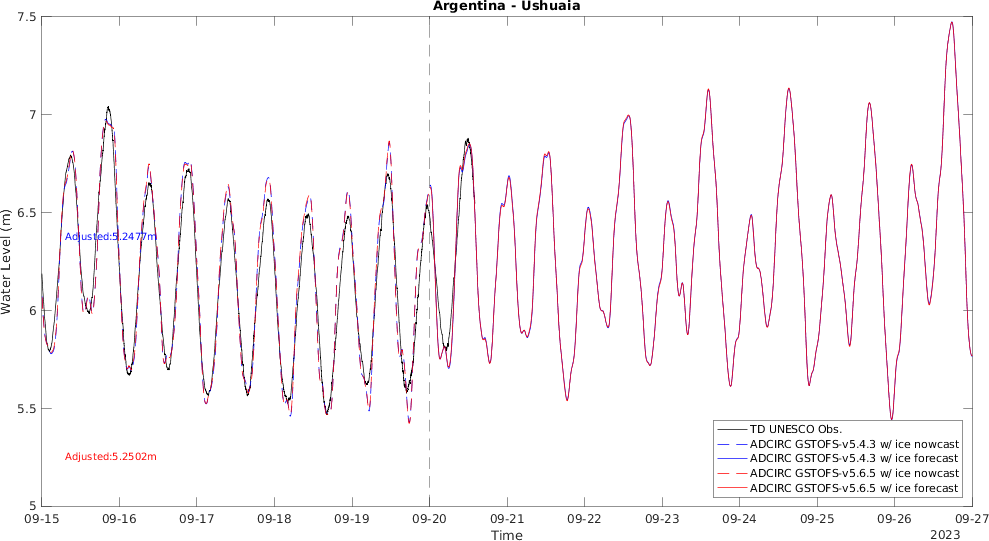 Argentina - Ushuaia
7.5
7
6.5
6
5.5
5
Water Level (m)
Adjusted:5.2477m
Adjusted:5.2502m
TD UNESCO Obs.
ADCIRC GSTOFS-v5.4.3 w/ ice nowcast
ADCIRC GSTOFS-v5.4.3 w/ ice forecast
ADCIRC GSTOFS-v5.6.5 w/ ice nowcast
ADCIRC GSTOFS-v5.6.5 w/ ice forecast
09-15 09-16 09-17 09-18 09-19 09-20 09-21 09-22 09-23 09-24 09-25 09-26 09-27
Time
2023